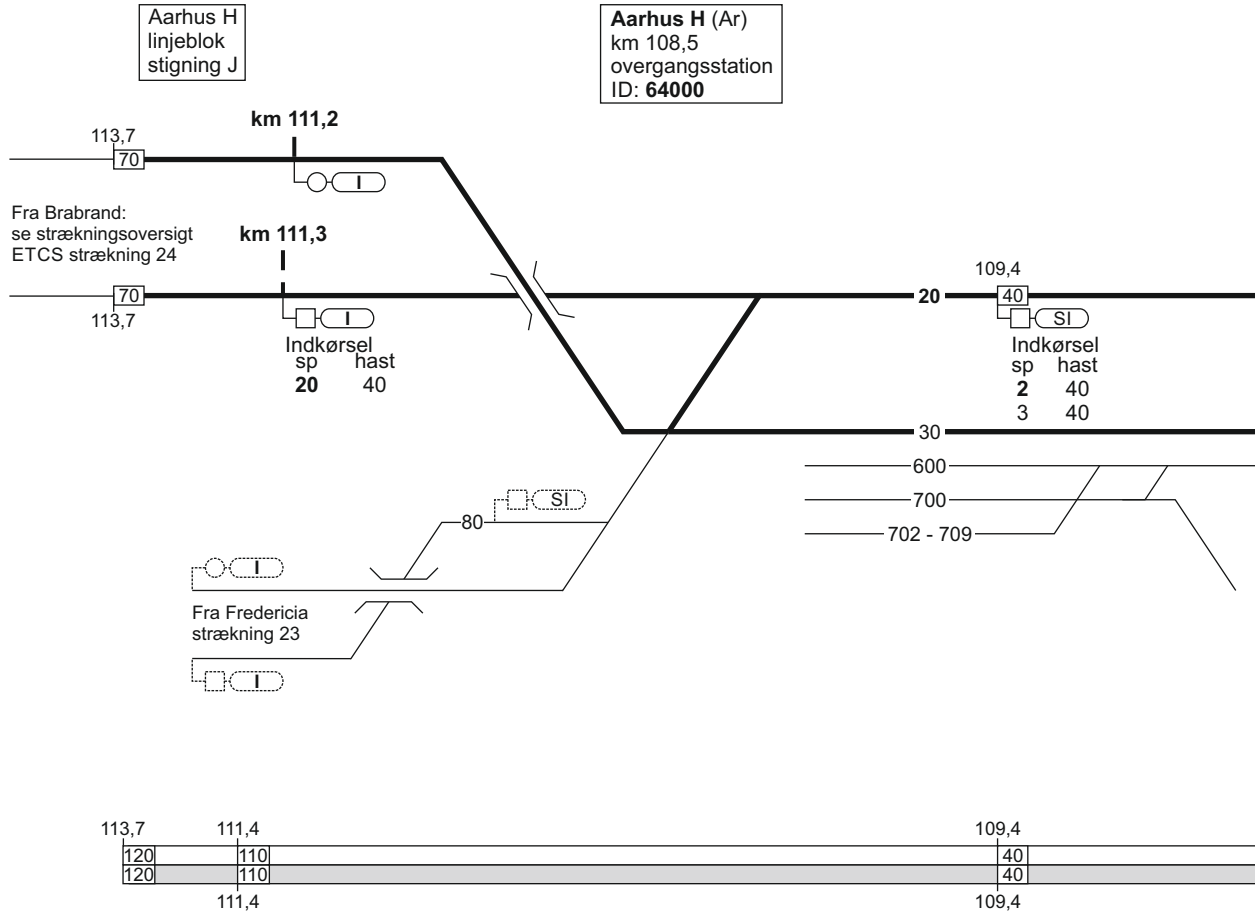 Aarhus H
linjeblok
stigning J
Aarhus H (Ar)
km 108,5
overgangsstation
ID: 64000
km 111,2
113,7
70
I
Fra Brabrand:
se strækningsoversigt
ETCS strækning 24
km 111,3
109,4
70
20
40
113,7
I
SI
Indkørsel
sp hast
20 40
Indkørsel
sp hast
2 40
3 40
30
600
SI
700
80
702 - 709
I
Fra Fredericia
strækning 23
I
113,7 111,4 109,4
120 110 40
120 110 40
111,4 109,4